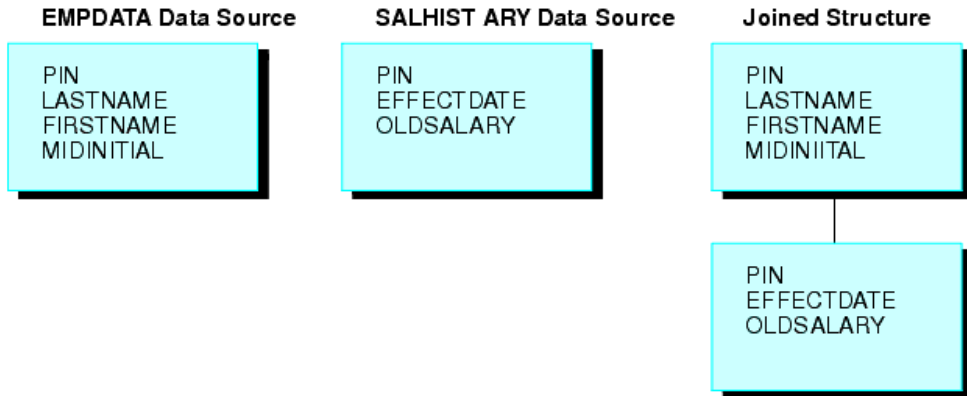 EMPDATA Data Source
PIN
LASTNAME
FIRSTNAME
MIDINITIAL
SALHIST ARY Data Source
PIN
EFFECTDATE
OLDSALARY
Joined Structure
PIN
LASTNAME
FIRSTNAME
MIDINIITAL
PIN
EFFECTDATE
OLDSALARY